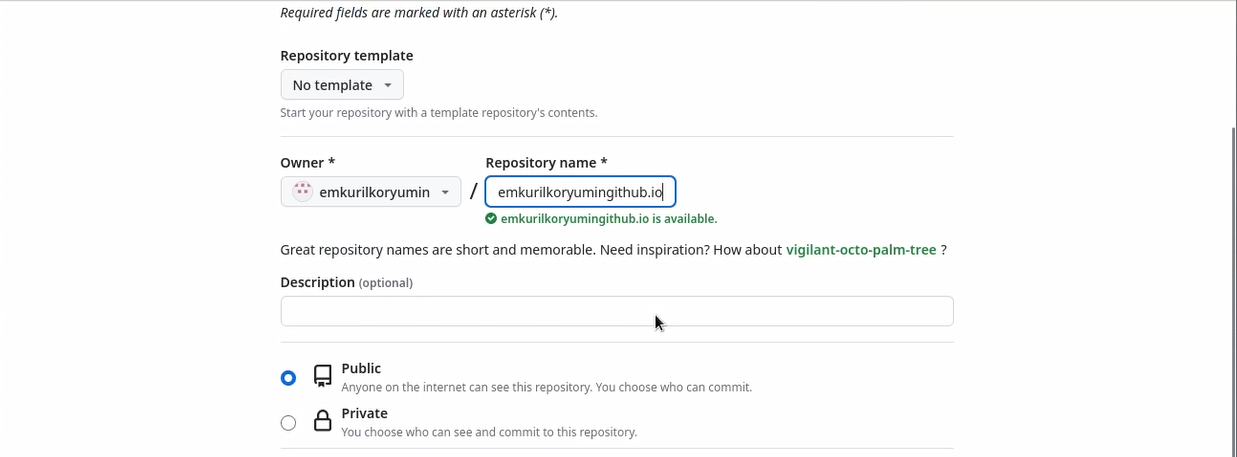 Required fields are marked with an asterisk (*).
Repository template
No template
Start your repository with a template repository's contents.
Owner * Repository name *
emkurilkoryumin / emkurilkoryumingithub.io
emkurilkoryumingithub.io is available.
Great repository names are short and memorable. Need inspiration? How about vigilant-octo-palm-tree ?
Description (optional)
Public
Anyone on the internet can see this repository. You choose who can commit.
Private
You choose who can see and commit to this repository.